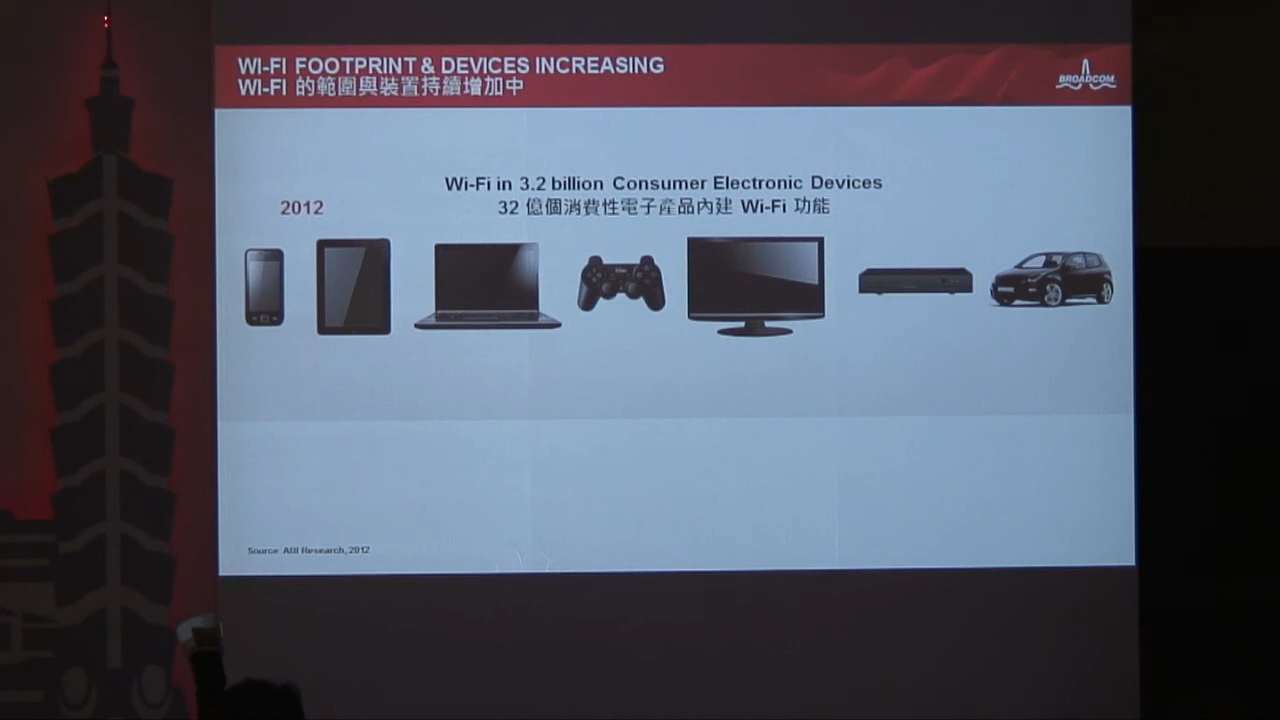 WI-FI FOOTPRINT & DEVICES INCREASING
WI-FI 的範圍與裝置持續增加中
BROADCOM
Wi-Fi in 3.2 billion Consumer Electronic Devices
2012
32 億個消費性電子產品內建 Wi-Fi 功能
Source: ABI Research, 2012